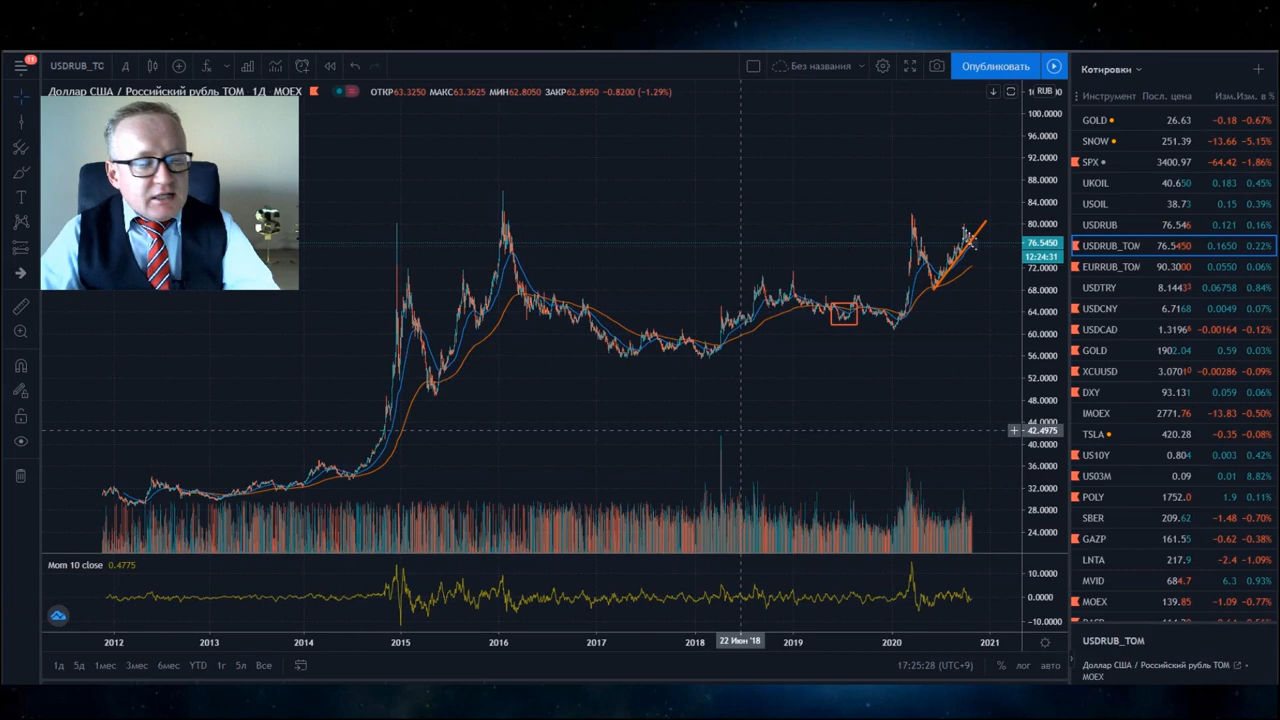 11
USDRUB_TC
Д
Без названия
Опубликовать
Доллар США / Российский рубль ТОМ
1Д
MOEX
ОТКР63.3250 МАКС63.3625 МИН62.8050 ЗАКР62.8950 -0.8200 (-1.29%)
RUB
100.0000
96.0000
92.0000
88.0000
84.0000
80.0000
76.5450
12:24:31
72.0000
68.0000
64.0000
60.0000
56.0000
52.0000
48.0000
44.0000
42.4975
40.0000
36.0000
32.0000
28.0000
24.0000
Mom 10 close 0.4775
10.0000
0.0000
-10.0000
2012 2013 2014 2015 2016 2017 2018 22 Июн '18 2019 2020 2021
1д 5д 1мес 3мес 6мес YTD 1г 5л Все
17:25:28 (UTC+9) % лог авто
Котировки
Инструмент Посл. цена Изм. Изм. в %
GOLD 26.63 -0.18 -0.67%
SNOW 251.39 -13.66 -5.15%
SPX 3400.97 -64.42 -1.86%
UKOIL 40.650 0.183 0.45%
USOIL 38.73 0.15 0.39%
USDRUB 76.546 0.121 0.16%
USDRUB_TOM 76.5450 0.1650 0.22%
EURRUB_TOM 90.3000 0.0550 0.06%
USDTRY 8.1443³ 0.06758 0.84%
USDCNY 6.7168 0.0049 0.07%
USDCAD 1.3196⁶ -0.00164 -0.12%
GOLD 1902.04 0.59 0.03%
XCUUSD 3.0701⁰ -0.00286 -0.09%
DXY 93.131 0.059 0.06%
IMOEX 2771.76 -13.83 -0.50%
TSLA 420.28 -0.35 -0.08%
US10Y 0.804 0.003 0.42%
US03M 0.09 0.01 8.82%
POLY 1752.0 1.9 0.11%
SBER 209.62 -1.48 -0.70%
GAZP 161.55 -0.62 -0.38%
LNTA 217.9 -2.4 -1.09%
MVID 684.7 6.3 0.93%
MOEX 139.85 -1.09 -0.77%
USDRUB_TOM
Доллар США / Российский рубль ТОМ
MOEX